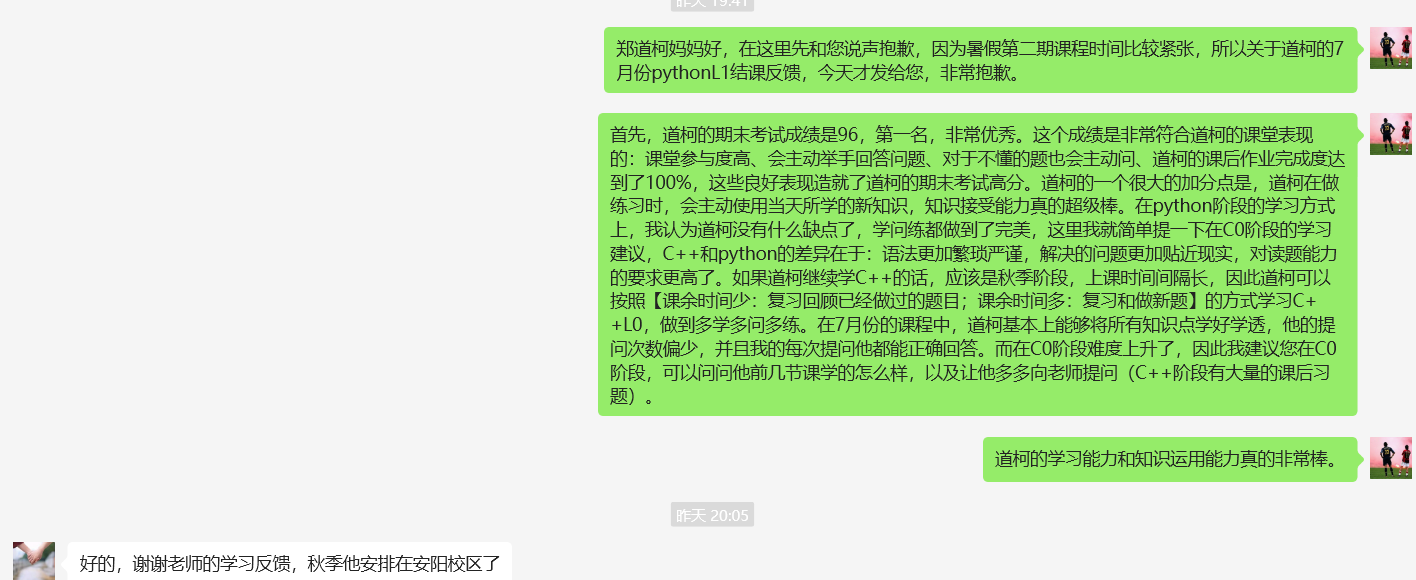 昨天 19:41
郑道柯妈妈好，在这里先和您说声抱歉，因为暑假第二期课程时间比较紧张，所以关于道柯的7
月份pythonL1结课反馈，今天才发给您，非常抱歉。
首先，道柯的期末考试成绩是96，第一名，非常优秀。这个成绩是非常符合道柯的课堂表现
的：课堂参与度高、会主动举手回答问题、对于不懂的题也会主动问、道柯的课后作业完成度达
到了100%，这些良好表现造就了道柯的期末考试高分。道柯的一个很大的加分点是，道柯在做
练习时，会主动使用当天所学的新知识，知识接受能力真的超级棒。在python阶段的学习方式
上，我认为道柯没有什么缺点了，学问练都做到了完美，这里我就简单提一下在C0阶段的学习
建议，C++和python的差异在于：语法更加繁琐严谨，解决的问题更加贴近现实，对读题能力
的要求更高了。如果道柯继续学C++的话，应该是秋季阶段，上课时间间隔长，因此道柯可以
按照【课余时间少：复习回顾已经做过的题目；课余时间多：复习和做新题】的方式学习C+
+L0，做到多学多问多练。在7月份的课程中，道柯基本上能够将所有知识点学好学透，他的提
问次数偏少，并且我的每次提问他都能正确回答。而在C0阶段难度上升了，因此我建议您在C0
阶段，可以问问他前几节课学的怎么样，以及让他多多向老师提问（C++阶段有大量的课后习
题）。
道柯的学习能力和知识运用能力真的非常棒。
昨天 20:05
好的，谢谢老师的学习反馈，秋季他安排在安阳校区了